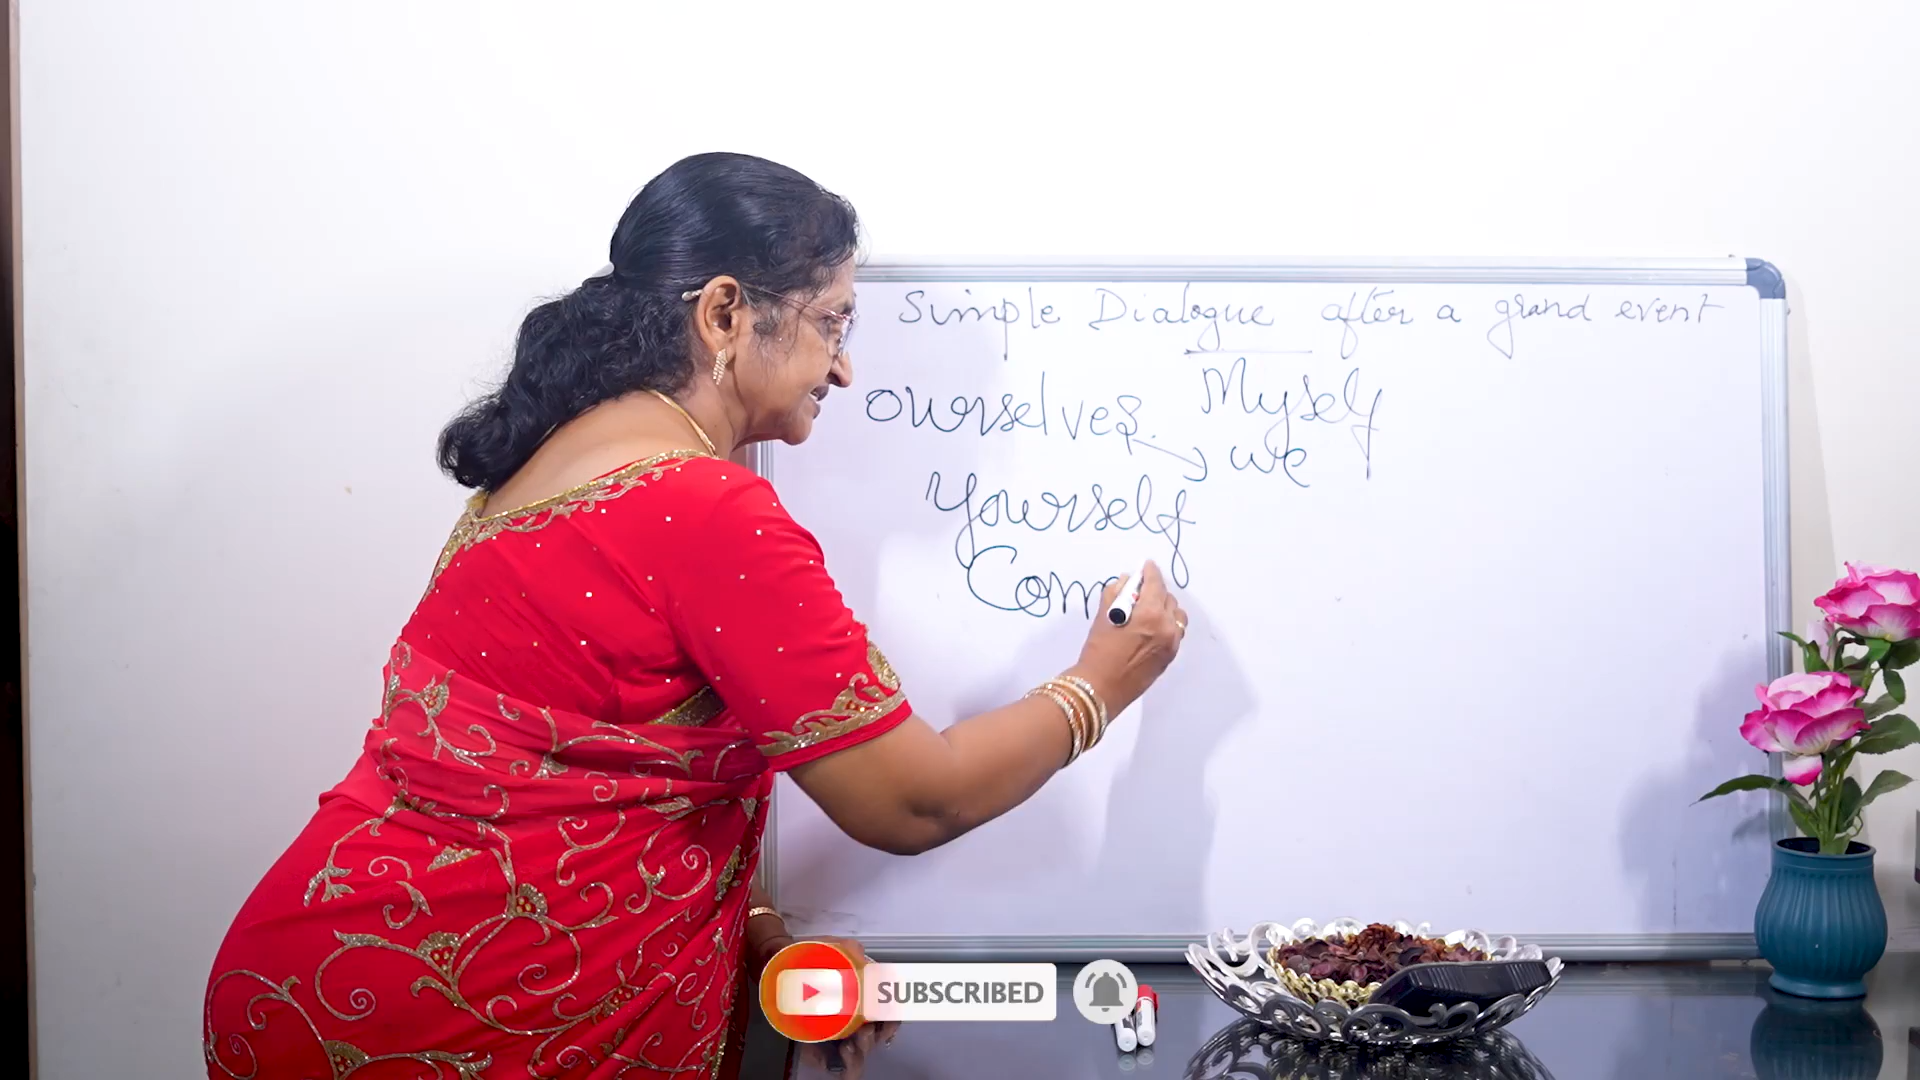 Simple Dialogue after a grand event
ourselves. Myself
we
Yourself
Com
SUBSCRIBED